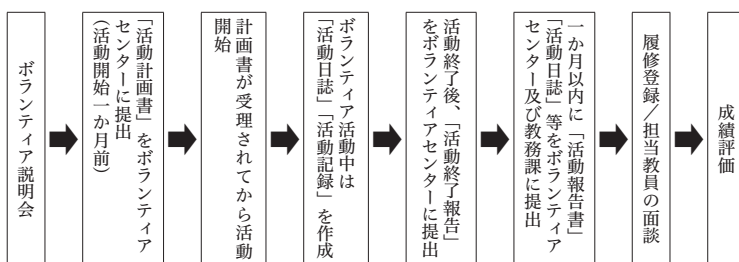 ボランティア説明会
「活動計画書」をボランティア
センターに提出
(活動開始一か月前)
計画書が受理されてから活動
開始
ボランティア活動中は
「活動日誌」「活動記録」を作成
活動終了後、「活動終了報告」
をボランティアセンターに提出
一か月以内に「活動報告書」
「活動日誌」等をボランティア
センター及び教務課に提出
履修登録/担当教員の面談
成績評価